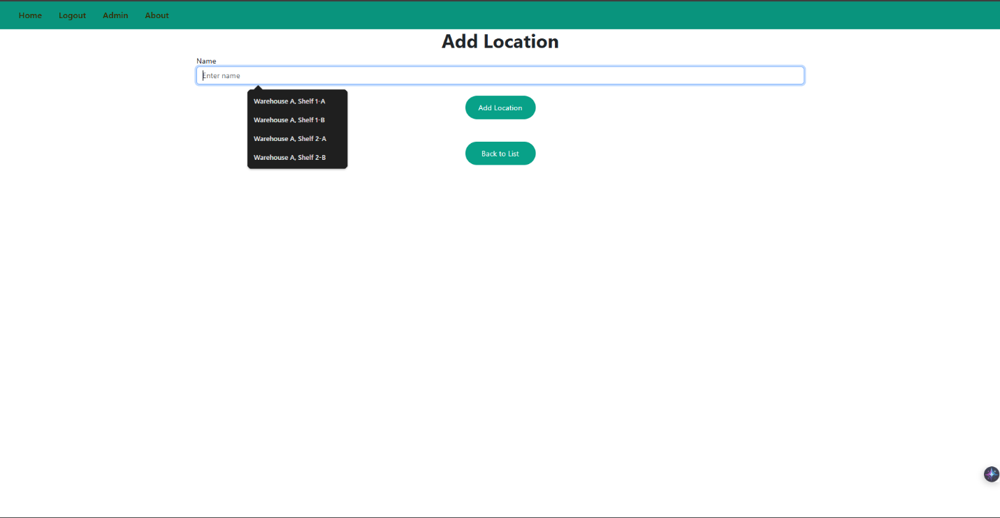 Home Logout Admin About
Add Location
Name
Enter name
Warehouse A, Shelf 1-A
Warehouse A, Shelf 1-B
Warehouse A, Shelf 2-A
Warehouse A, Shelf 2-B
Add Location
Back to List